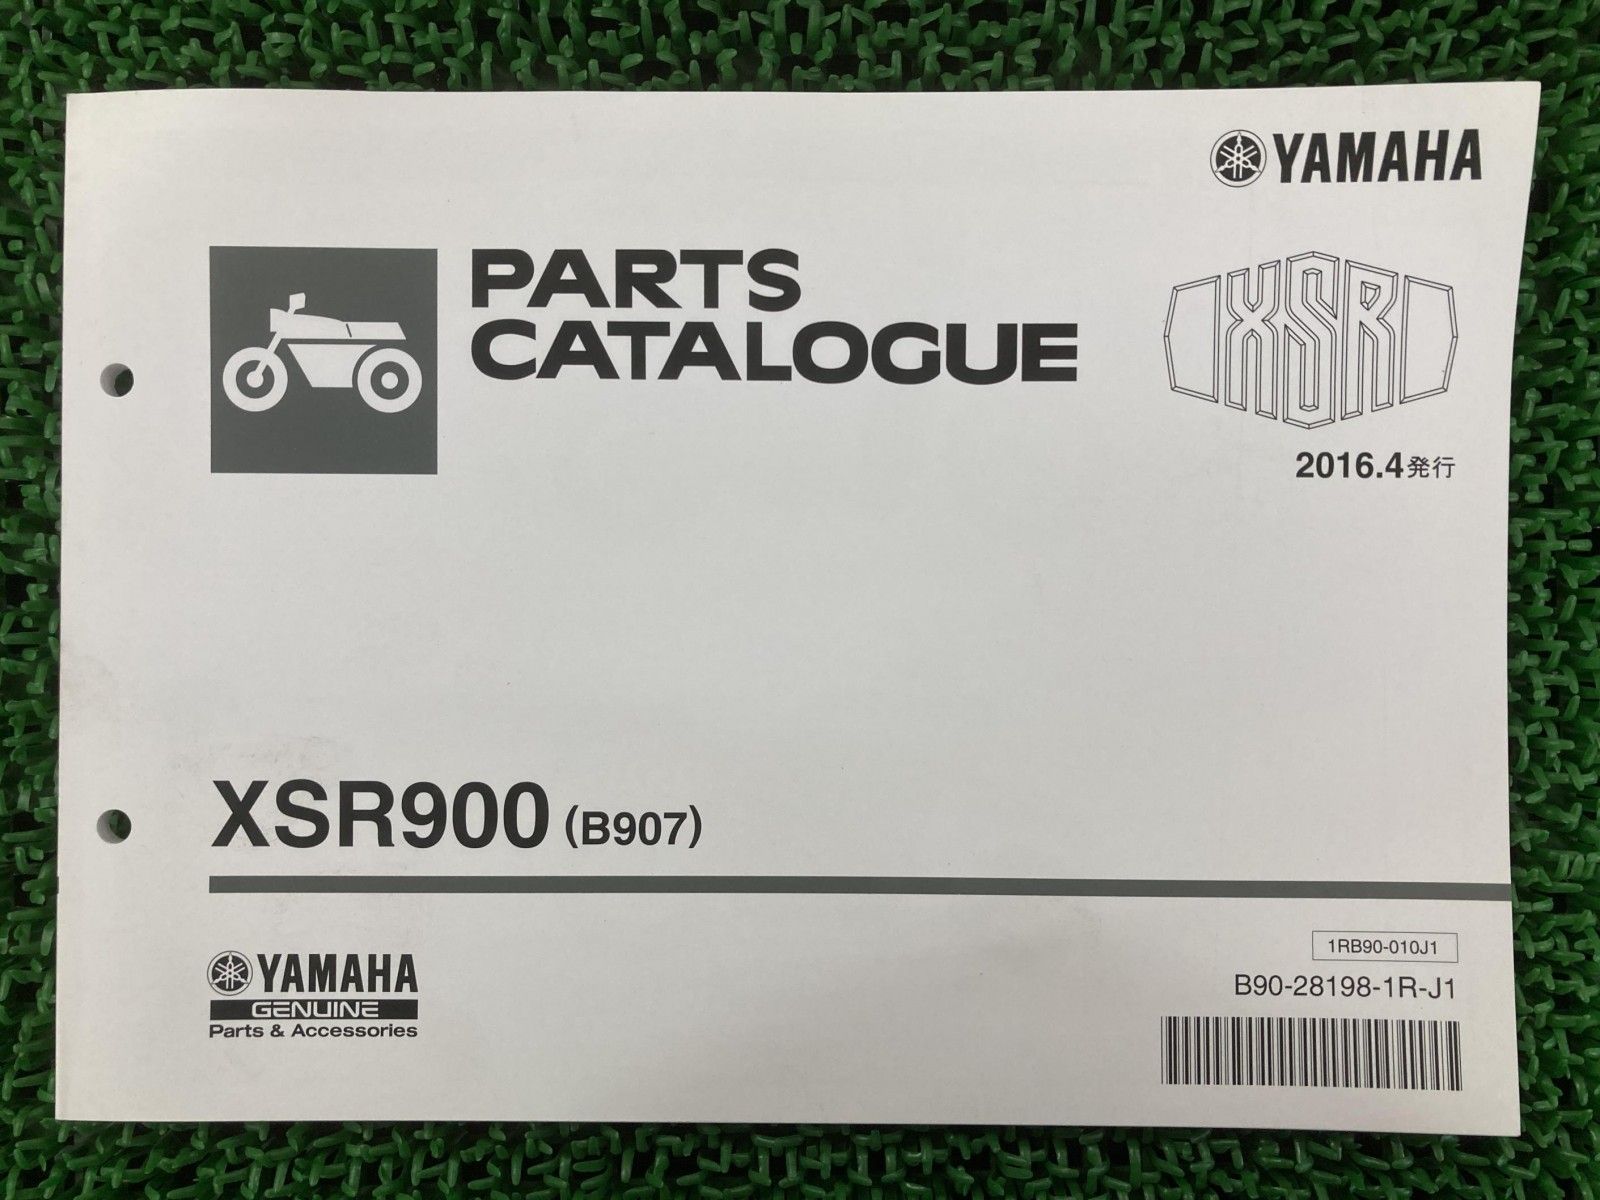 YAMAHA
PARTS
CATALOGUE
XSR
2016.4発行
XSR900 (B907)
YAMAHA
GENUINE
Parts & Accessories
1RB90-010J1
B90-28198-1R-J1